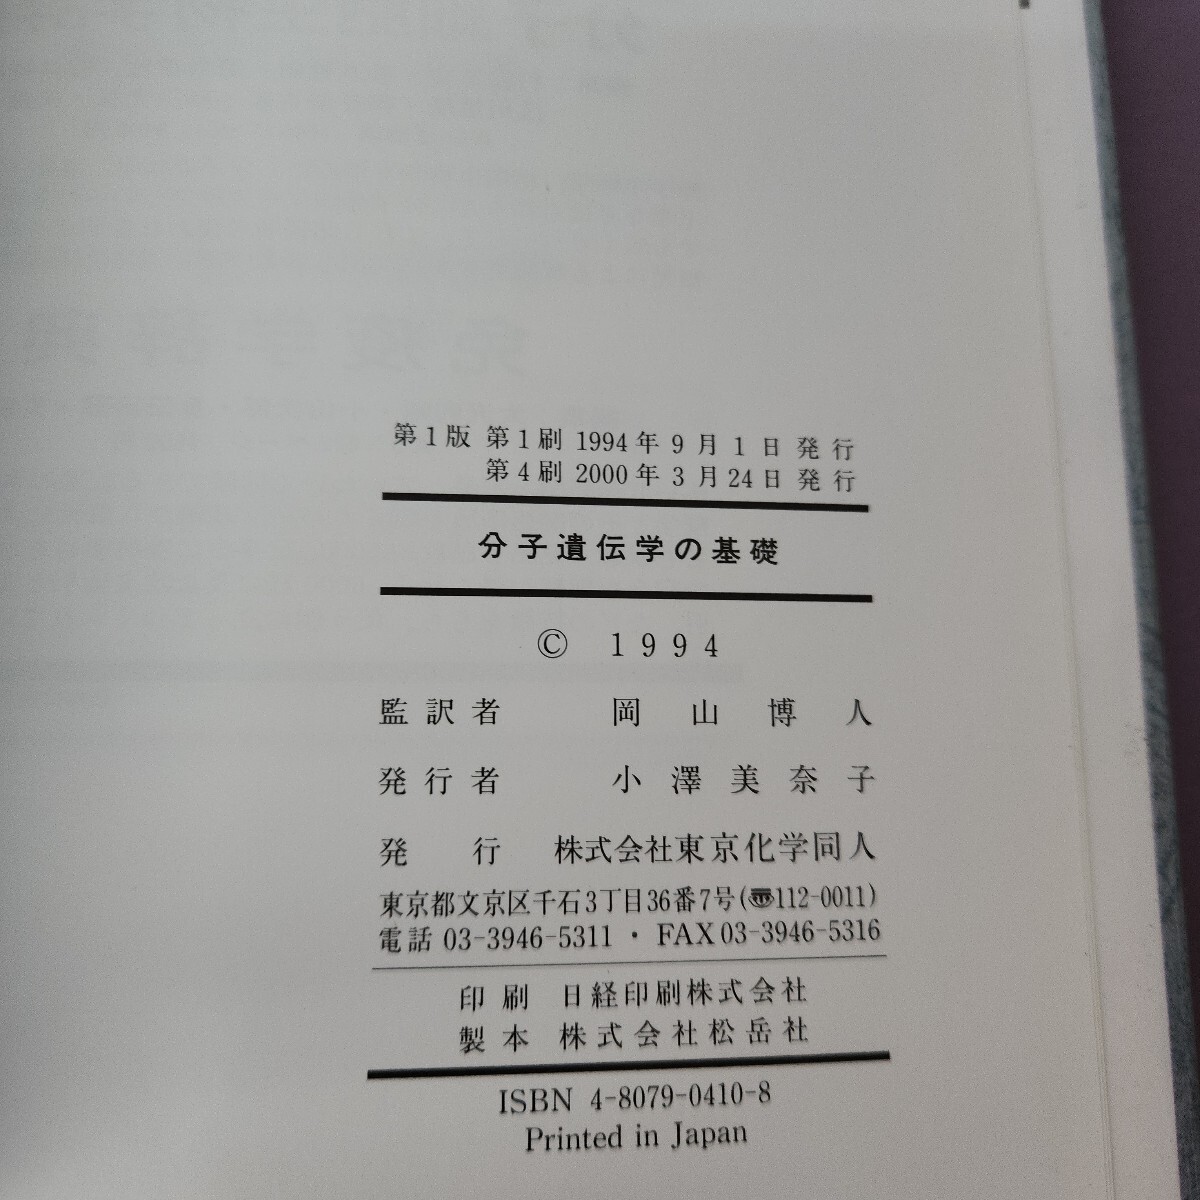 第1版 第1刷 1994年9月1日発行
第4刷 2000年3月24日発行
分子遺伝学の基礎
© 1994
監訳者 岡山博人
発行者 小澤美奈子
発行 株式会社東京化学同人
東京都文京区千石3丁目36番7号(〠112-0011)
電話 03-3946-5311・FAX 03-3946-5316
印刷 日経印刷株式会社
製本 株式会社松岳社
ISBN 4-8079-0410-8
Printed in Japan